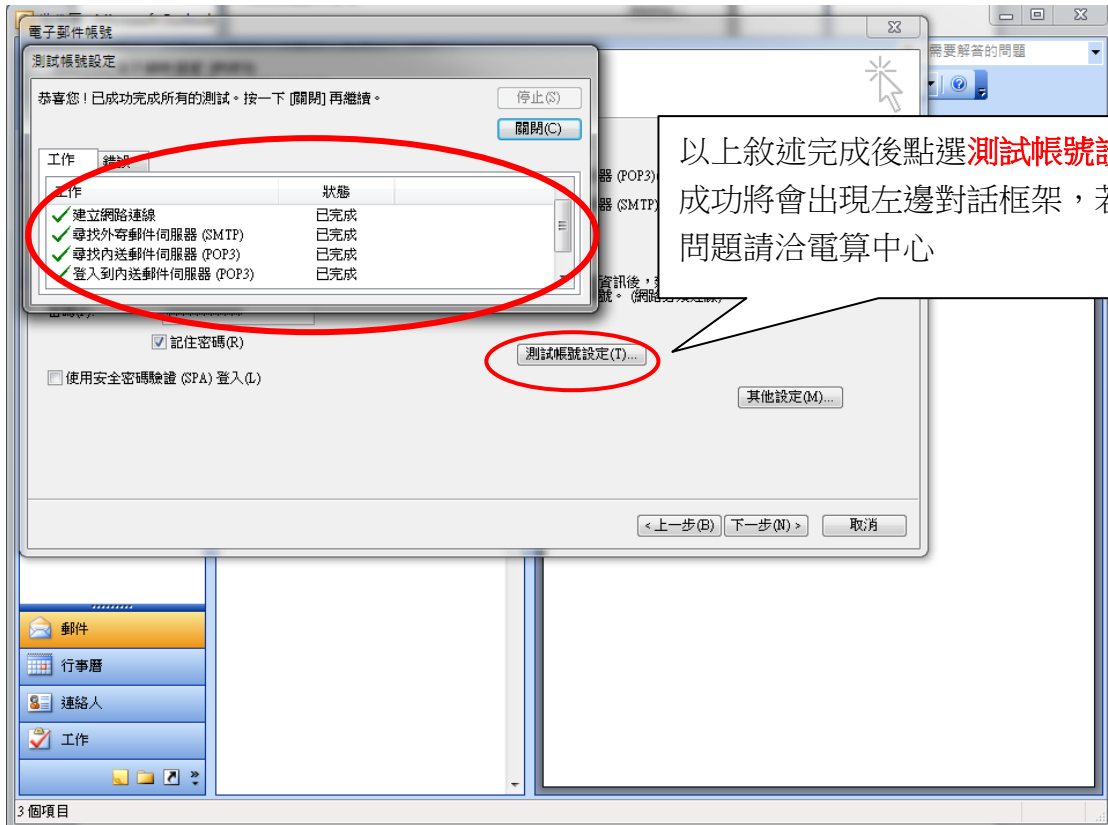 電子郵件帳號
測試帳號設定
需要解答的問題
恭喜您！已成功完成所有的測試。按一下 [關閉] 再繼續。
停止(S)
關閉(C)
工作
錯誤
工作 狀態
建立網路連線 已完成
尋找外寄郵件伺服器 (SMTP) 已完成
尋找內送郵件伺服器 (POP3) 已完成
登入到內送郵件伺服器 (POP3) 已完成
器 (POP3)
器 (SMTP)
以上敘述完成後點選測試帳號
成功將會出現左邊對話框架，若
問題請洽電算中心
資訊後，
記住密碼(R)
測試帳號設定(T)...
使用安全密碼驗證 (SPA) 登入(L)
其他設定(M)...
< 上一步(B) 下一步(N) > 取消
郵件
行事曆
連絡人
工作
3 個項目